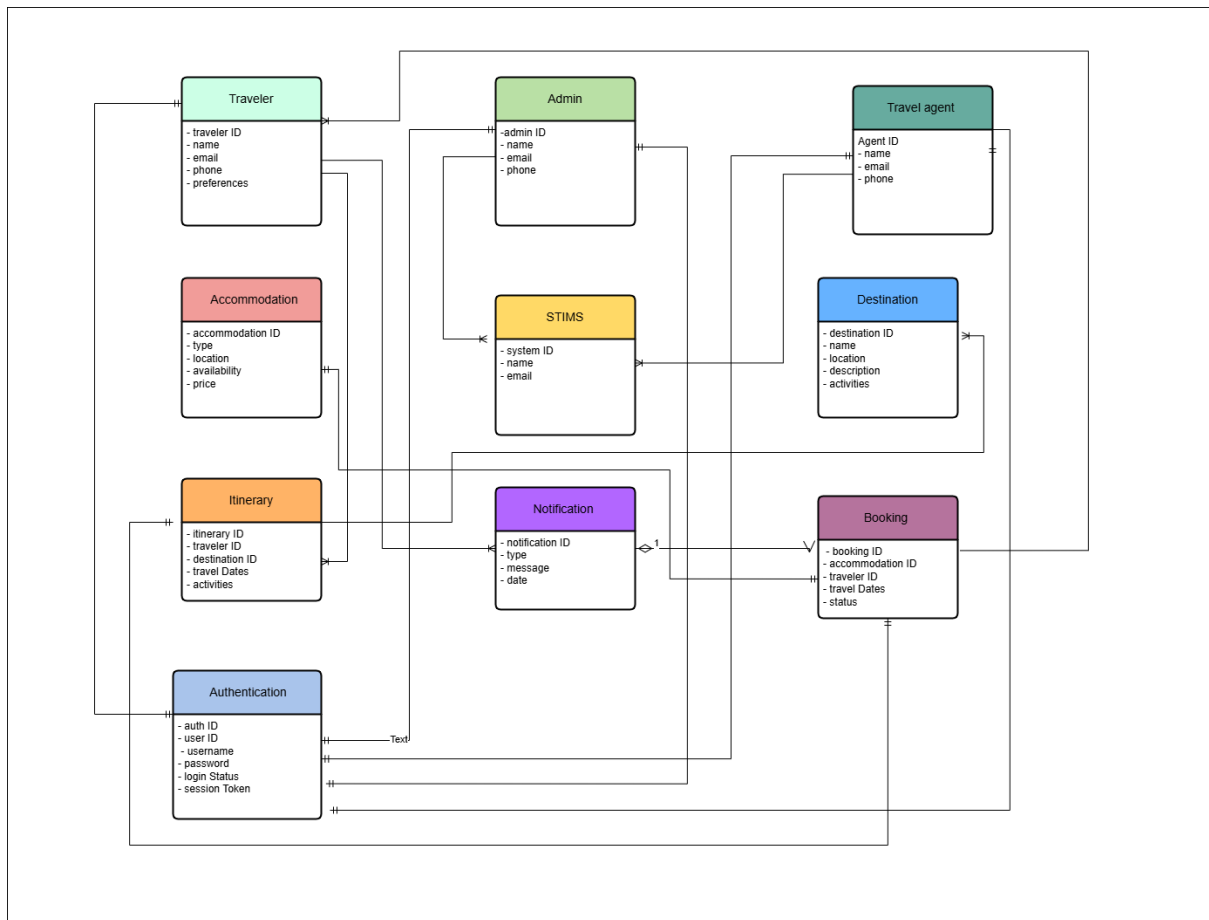 Traveler
- traveler ID
- name
- email
- phone
- preferences
Admin
-admin ID
- name
- email
- phone
Travel agent
Agent ID
- name
- email
- phone
Accommodation
- accommodation ID
- type
- location
- availability
- price
STIMS
- system ID
- name
- email
Destination
- destination ID
- name
- location
- description
- activities
Itinerary
- itinerary ID
- traveler ID
- destination ID
- travel Dates
- activities
Notification
- notification ID
- type
- message
- date
1
Booking
- booking ID
- accommodation ID
- traveler ID
- travel Dates
- status
Authentication
- auth ID
- user ID
- username
- password
- login Status
- session Token
Text